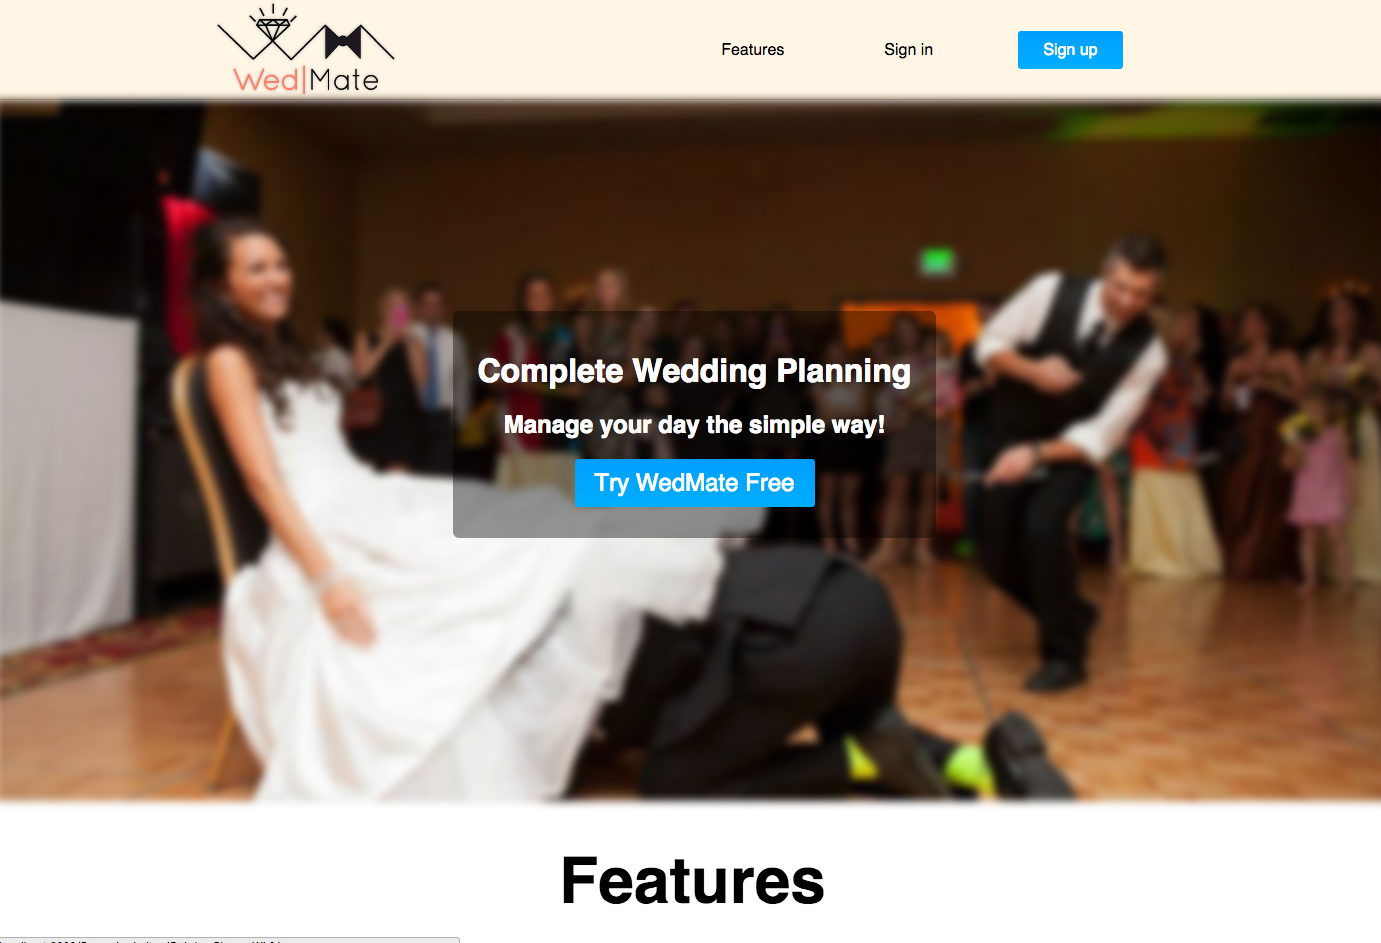 Wed|Mate
Features
Sign in
Sign up
Complete Wedding Planning
Manage your day the simple way!
Try WedMate Free
Features